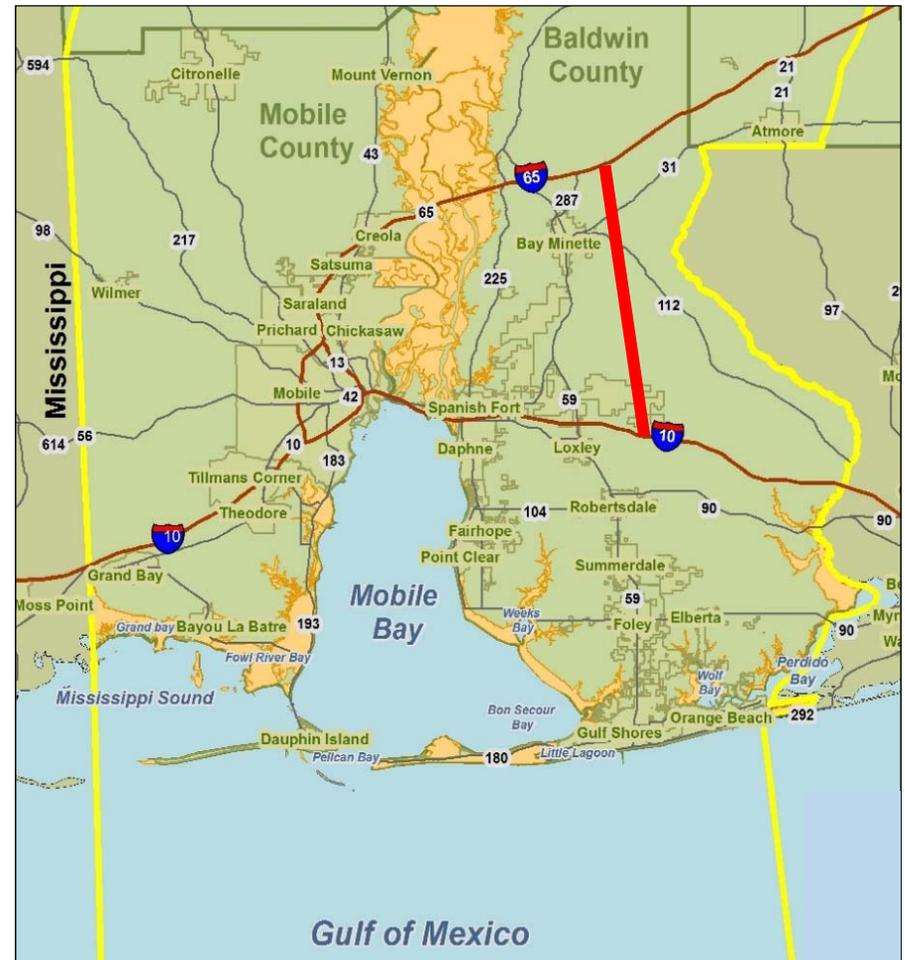 Baldwin
County
594
Citronelle
Mount Vernon
21
21
Mobile
County
Atmore
43
31
65
287
65
98
217
Creola
Bay Minette
Satsuma
225
Mississippi
Wilmer
Saraland
112
97
Prichard
Chickasaw
13
Mobile
42
59
Spanish Fort
614
56
10
10
183
Daphne
Loxley
Tillmans Corner
Theodore
104
Robertsdale
90
90
10
Fairhope
Point Clear
Grand Bay
Summerdale
Moss Point
Mobile
Bay
59
Grand bay
Bayou La Batre
193
Weeks
Bay
Foley
Elberta
90
Fowl River Bay
Perdido
Bay
Wolf
Bay
Mississippi Sound
Bon Secour
Bay
Orange Beach
292
Dauphin Island
Gulf Shores
Pelican Bay
180
Little Lagoon
Gulf of Mexico